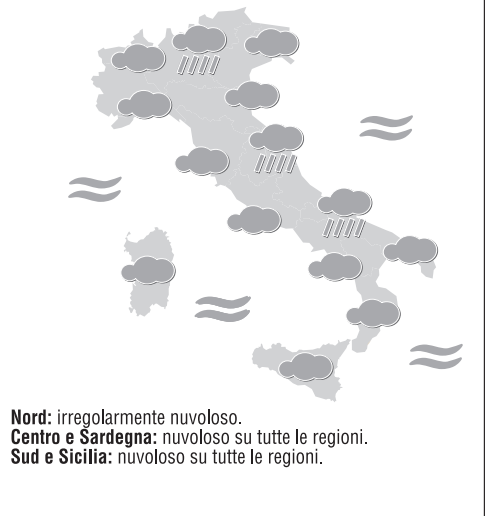 Nord: irregolarmente nuvoloso.
Centro e Sardegna: nuvoloso su tutte le regioni.
Sud e Sicilia: nuvoloso su tutte le regioni.